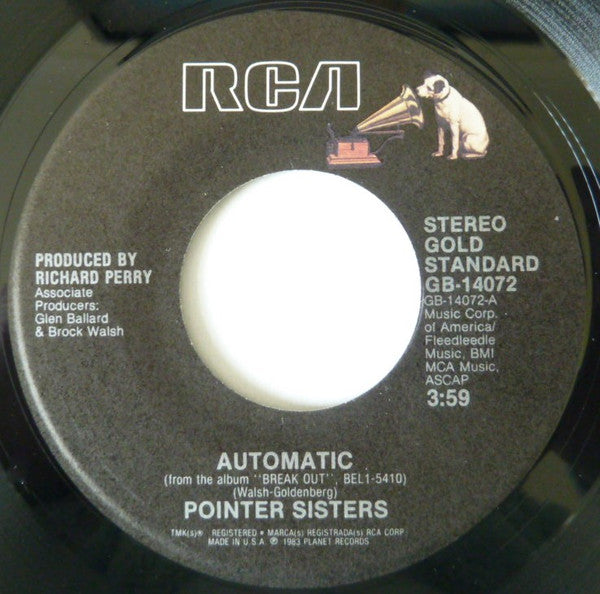 RCA
PRODUCED BY
RICHARD PERRY
Associate
Producers:
Glen Ballard
& Brock Walsh
STEREO
GOLD
STANDARD
GB-14072
GB-14072-A
Music Corp.
of America/
Fleedleedle
Music, BMI
MCA Music,
ASCAP
3:59
AUTOMATIC
(from the album "BREAK OUT", BEL1-5410)
(Walsh-Goldenberg)
POINTER SISTERS
TMK(s)® REGISTERED • MARCA(s) REGISTRADA(s) RCA CORP
MADE IN U.S.A. ℗ 1983 PLANET RECORDS